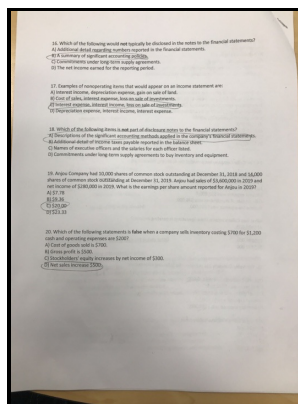 16. Which of the following would not typically be disclosed in the notes to the financial statements?
A) Additional detail regarding numbers reported in the financial statements.
B) A summary of significant accounting policies.
C) Commitments under long-term supply agreements.
D) The net income earned for the reporting period.
17. Examples of nonoperating items that would appear on an income statement are:
A) Interest income, depreciation expense, gain on sale of land.
B) Cost of sales, interest expense, loss on sale of investments.
C) Interest expense, interest income, loss on sale of investments.
D) Depreciation expense, interest income, interest expense.
18. Which of the following items is not part of disclosure notes to the financial statements?
A) Descriptions of the significant accounting methods applied in the company's financial statements.
B) Additional detail of income taxes payable reported in the balance sheet.
C) Names of executive officers and the salaries for each officer listed.
D) Commitments under long-term supply agreements to buy inventory and equipment.
19. Anjou Company had 10,000 shares of common stock outstanding at December 31, 2018 and
shares of common stock outstanding at December 31, 2019. Anjou had sales of $3,600,000 in 2019 and
net income of $280,000 in 2019. What is the earnings per share amount reported for Anjou in 2019?
A) $7.78
B)
C) $20.00
D) $23.33
20. Which of the following statements is false when a company sells inventory costing $700 for $1,200
cash and operating expenses are $200?
A) Cost of goods sold is $700.
B) Gross profit is $500.
C) Stockholders' equity increases by net income of $300.
D) Net sales increase $500.